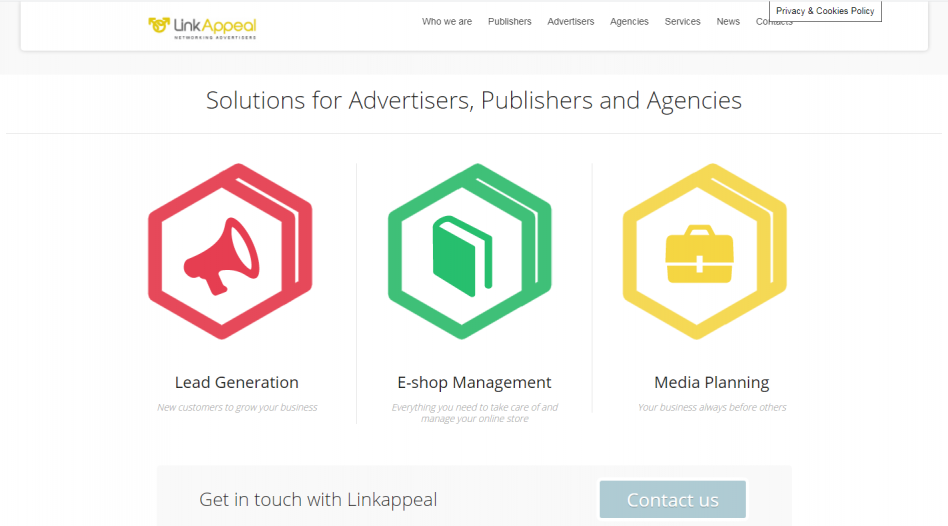 LinkAppeal
NETWORKING ADVERTISERS
Who we are Publishers Advertisers Agencies Services News Contacts
Privacy & Cookies Policy
Solutions for Advertisers, Publishers and Agencies
Lead Generation
New customers to grow your business
E-shop Management
Everything you need to take care of and
manage your online store
Media Planning
Your business always before others
Get in touch with Linkappeal
Contact us